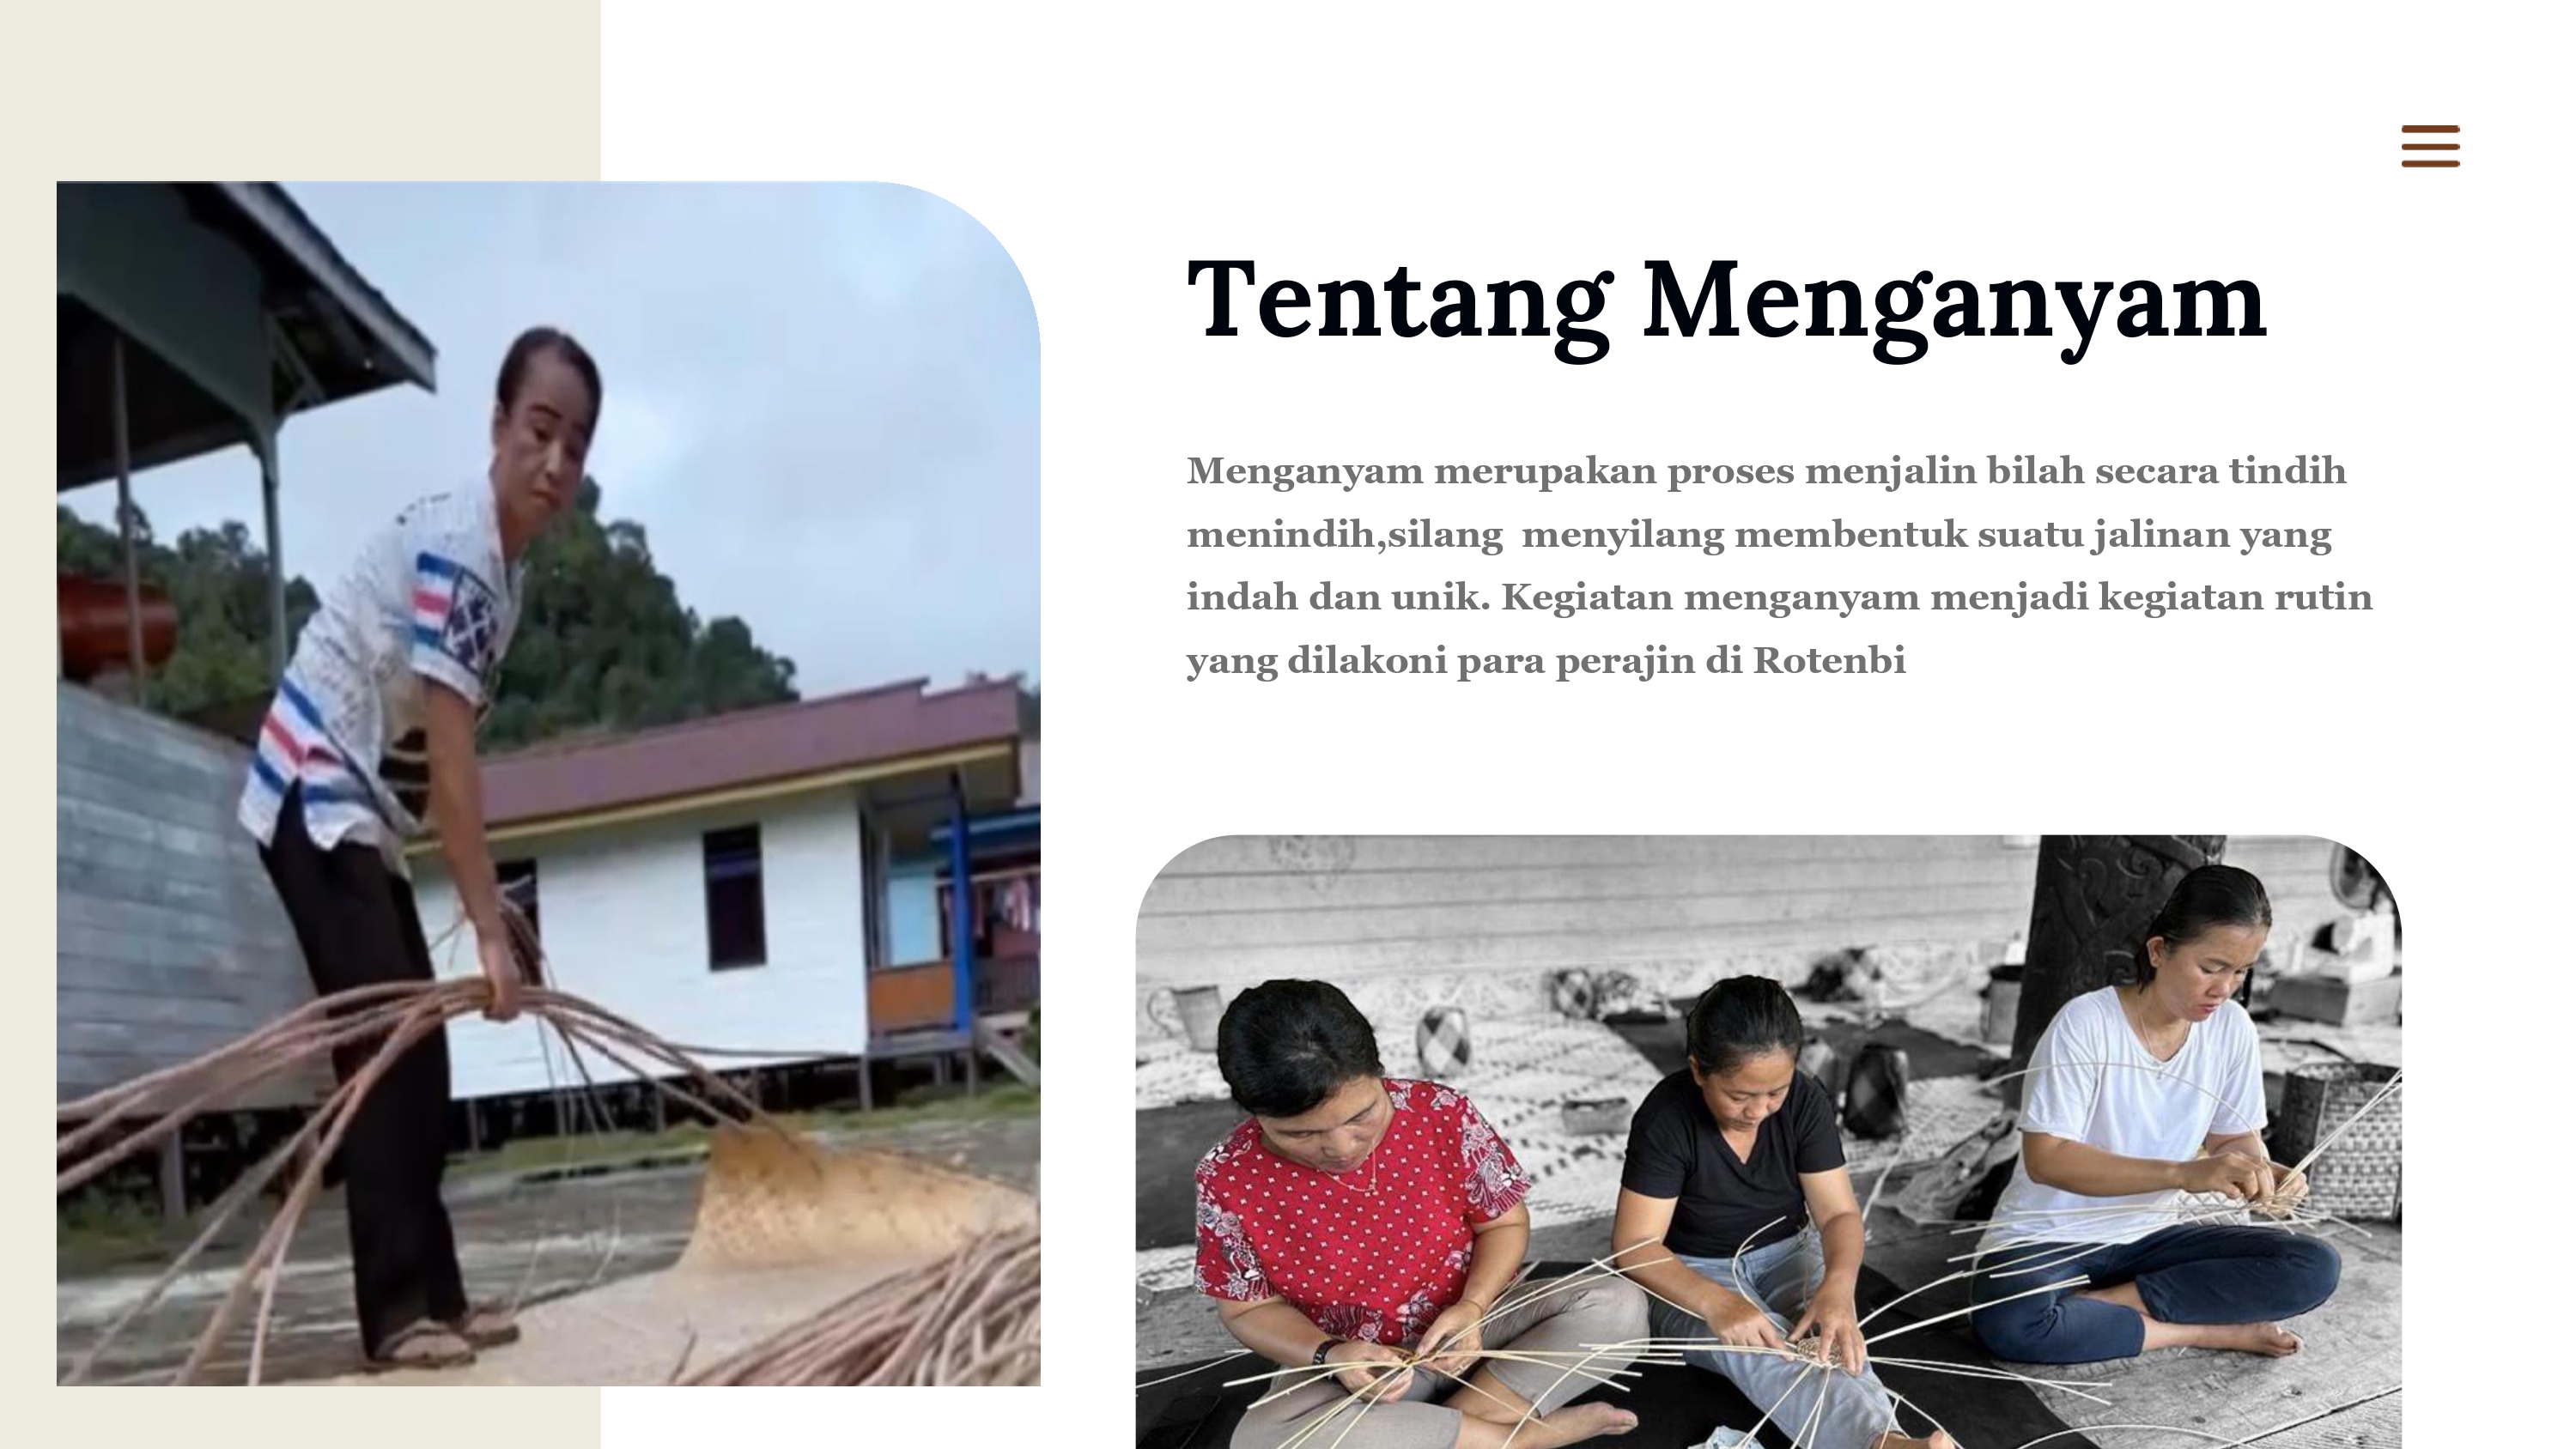 Tentang Menganyam
Menganyam merupakan proses menjalin bilah secara tindih
menindih,silang  menyilang membentuk suatu jalinan yang
indah dan unik. Kegiatan menganyam menjadi kegiatan rutin
yang dilakoni para perajin di Rotenbi